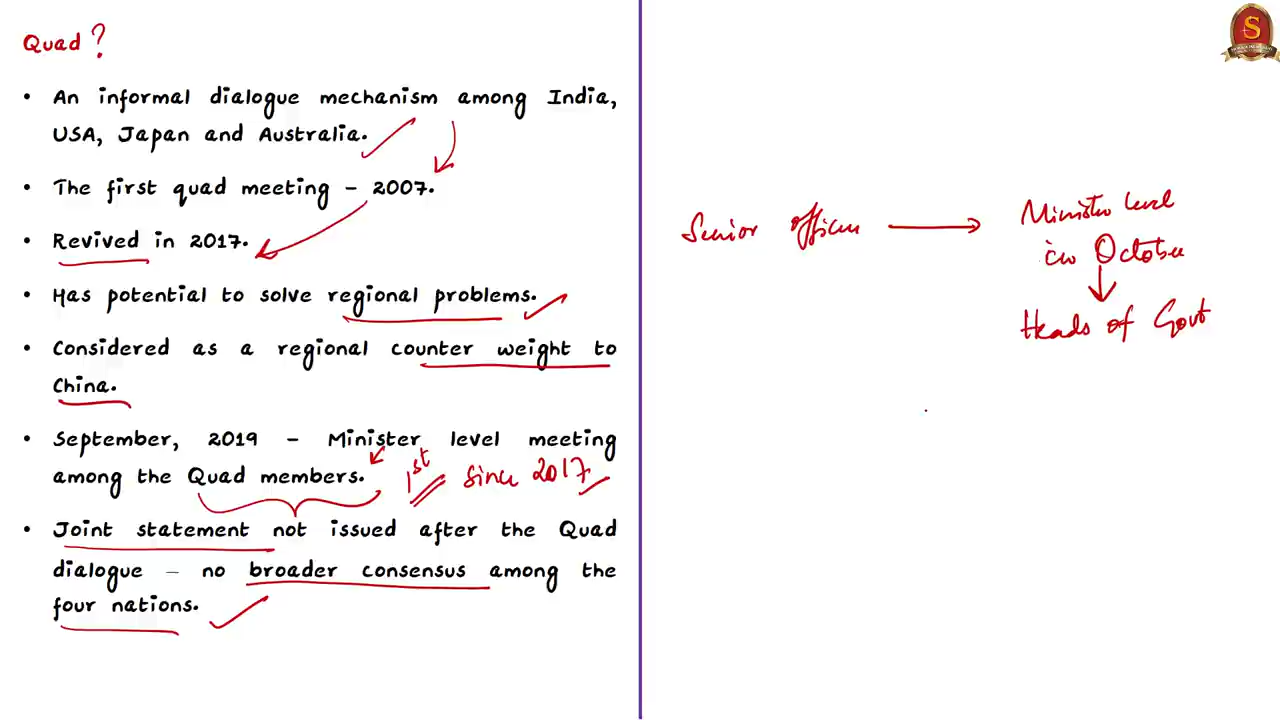 Quad?
• An informal dialogue mechanism among India,
USA, Japan and Australia.
• The first quad meeting – 2007.
• Revived in 2017.
• Has potential to solve regional problems.
• Considered as a regional counter weight to
China.
• September, 2019 – Minister level meeting
among the Quad members. 1st since 2017
• Joint statement not issued after the Quad
dialogue – no broader consensus among the
four nations.
Senior officers → Minister level
in October
Heads of Govt
S